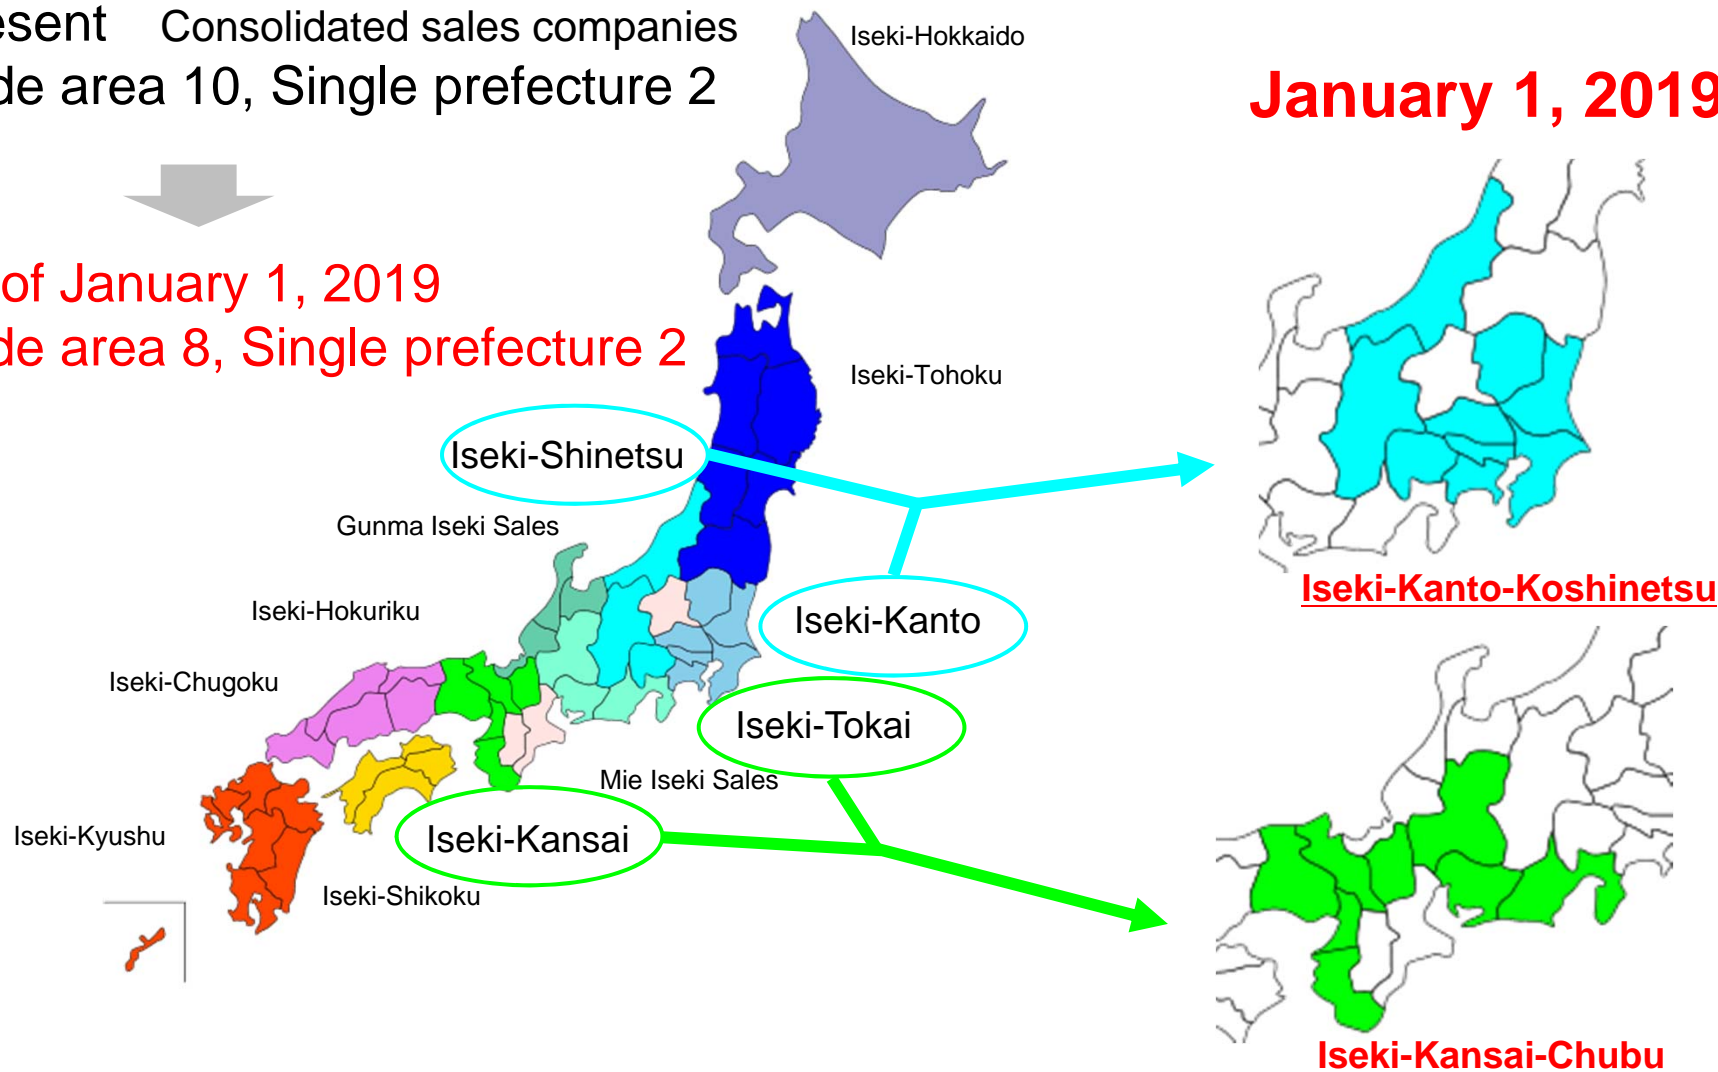 esent Consolidated sales companies
de area 10, Single prefecture 2
of January 1, 2019
de area 8, Single prefecture 2
January 1, 2019
Iseki-Hokkaido
Iseki-Tohoku
Iseki-Shinetsu
Gunma Iseki Sales
Iseki-Hokuriku
Iseki-Kanto
Iseki-Kanto-Koshinetsu
Iseki-Chugoku
Iseki-Tokai
Mie Iseki Sales
Iseki-Kyushu
Iseki-Kansai
Iseki-Shikoku
Iseki-Kansai-Chubu